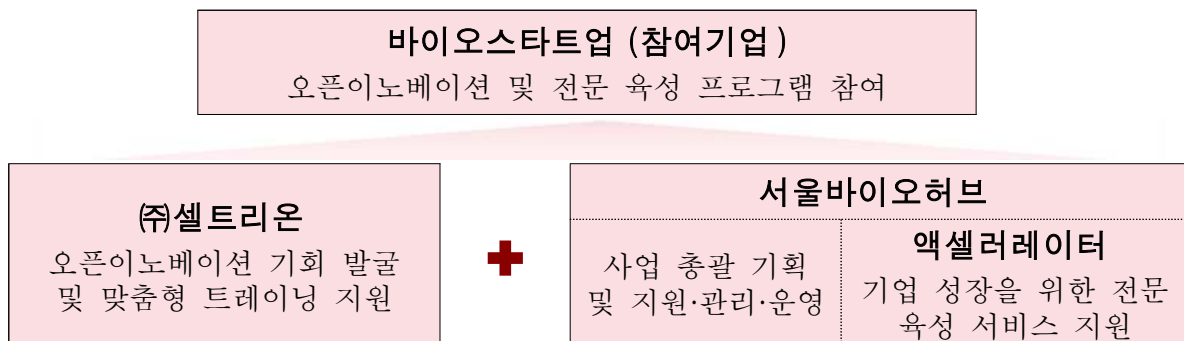 바이오스타트업 (참여기업)
오픈이노베이션 및 전문 육성 프로그램 참여
㈜셀트리온
오픈이노베이션 기회 발굴
및 맞춤형 트레이닝 지원
서울바이오허브
사업 총괄 기획
및 지원·관리·운영
액셀러레이터
기업 성장을 위한 전문
육성 서비스 지원